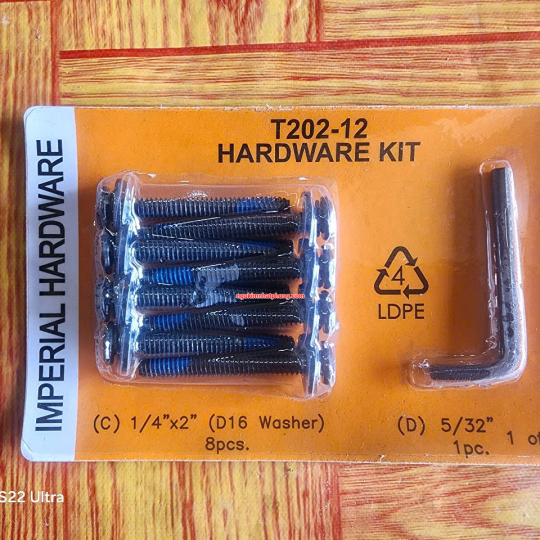 T202-12
HARDWARE KIT
IMPERIAL HARDWARE
4
LDPE
(C) 1/4"x2" (D16 Washer)
8pcs.
(D) 5/32"
1pc.
1 of
S22 Ultra